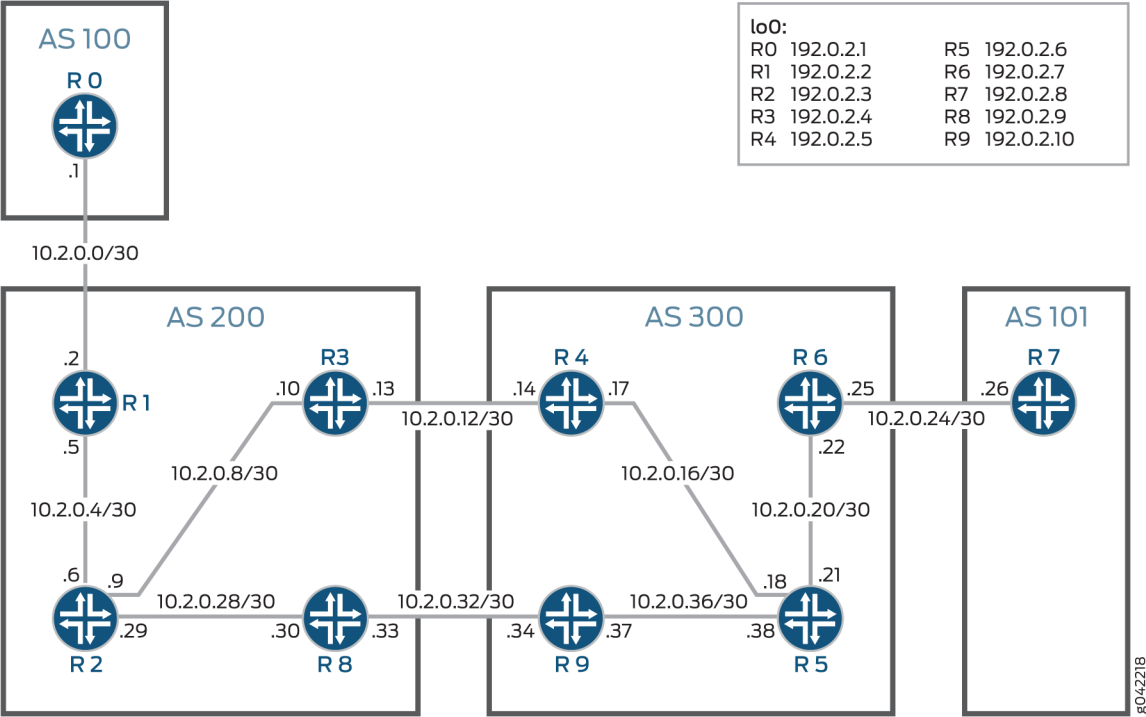 AS 100
R 0
.1
10.2.0.0/30
lo0:
R0 192.0.2.1 R5 192.0.2.6
R1 192.0.2.2 R6 192.0.2.7
R2 192.0.2.3 R7 192.0.2.8
R3 192.0.2.4 R8 192.0.2.9
R4 192.0.2.5 R9 192.0.2.10
AS 200
.2
R 1
.5
10.2.0.4/30
.6
.9
R 2
.29
10.2.0.8/30
R3
.10
.13
10.2.0.28/30
.30
.33
R 8
10.2.0.12/30
10.2.0.32/30
AS 300
R 4
.14
.17
10.2.0.16/30
.34
.37
R 9
10.2.0.36/30
R 6
.25
.22
10.2.0.20/30
.18
.21
.38
R 5
10.2.0.24/30
AS 101
R 7
.26
g042218